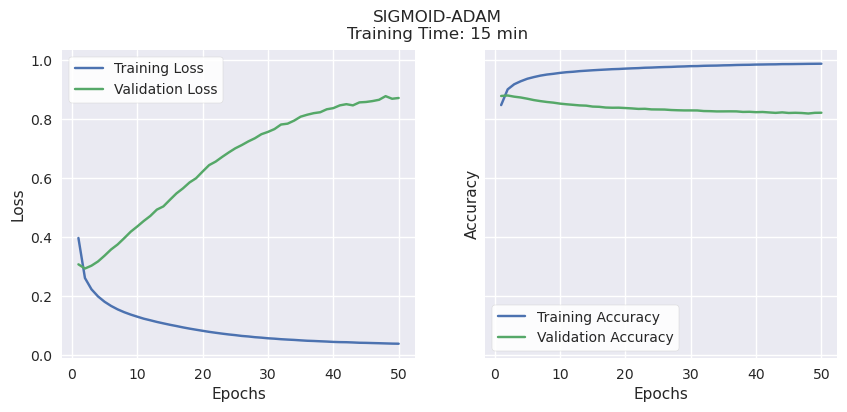 SIGMOID-ADAM
Training Time: 15 min
1.0
0.8
0.6
0.4
0.2
0.0
Loss
Training Loss
Validation Loss
0 10 20 30 40 50
Epochs
Accuracy
Training Accuracy
Validation Accuracy
0 10 20 30 40 50
Epochs